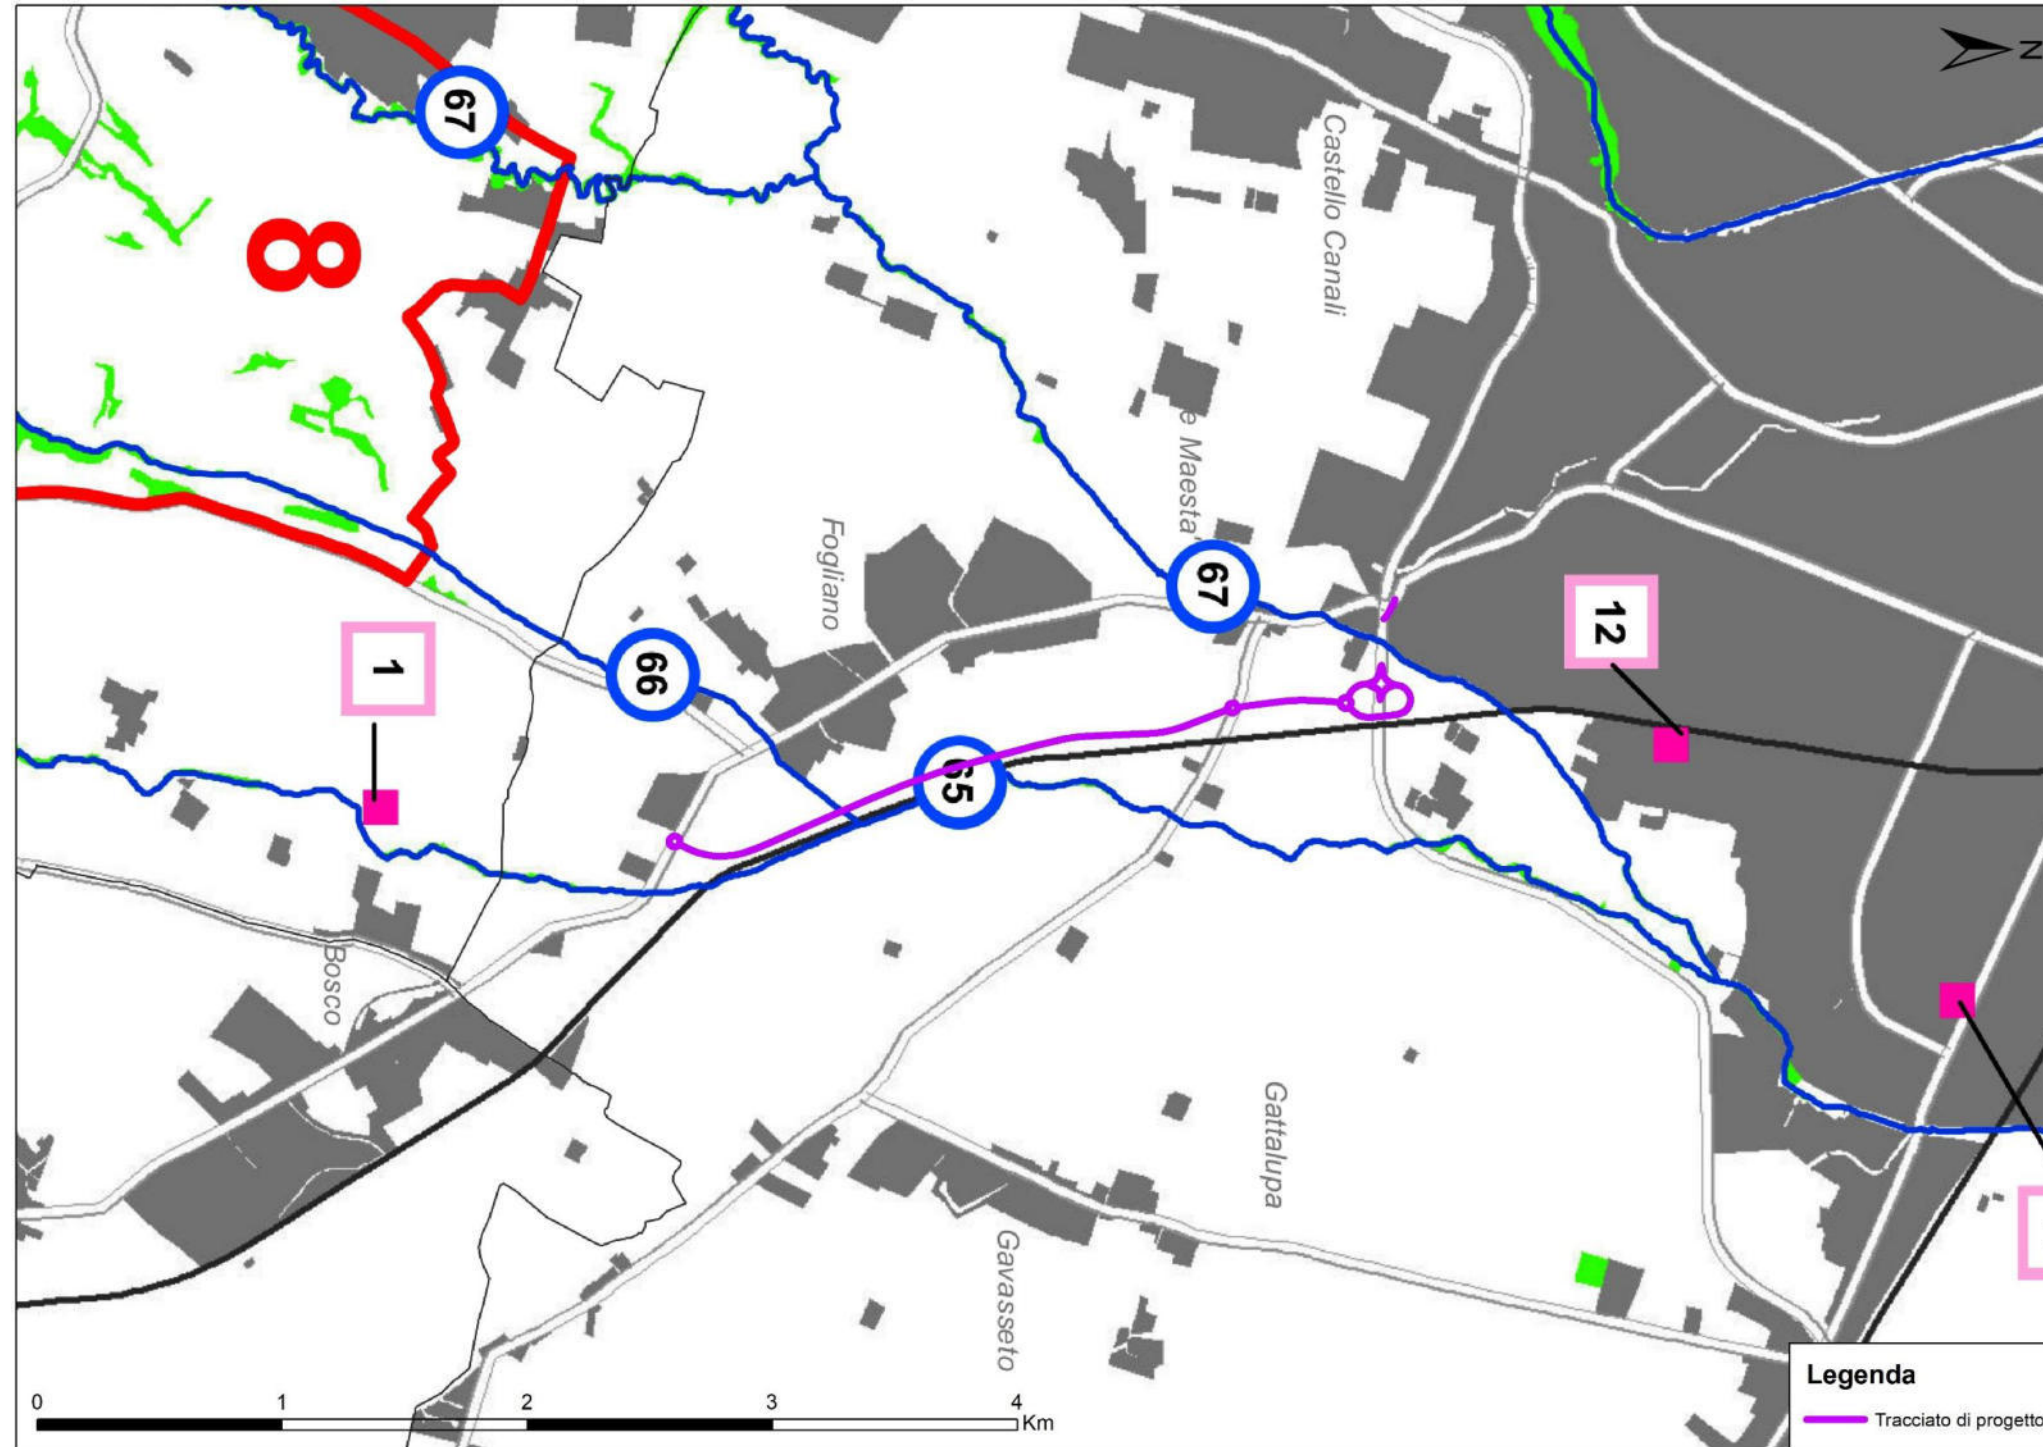 N
67
Castello Canali
8
e Maesta'
Fogliano
67
12
1
66
65
Bosco
Gattalupa
Gavasseto
0 1 2 3 4
Km
Legenda
Tracciato di progetto